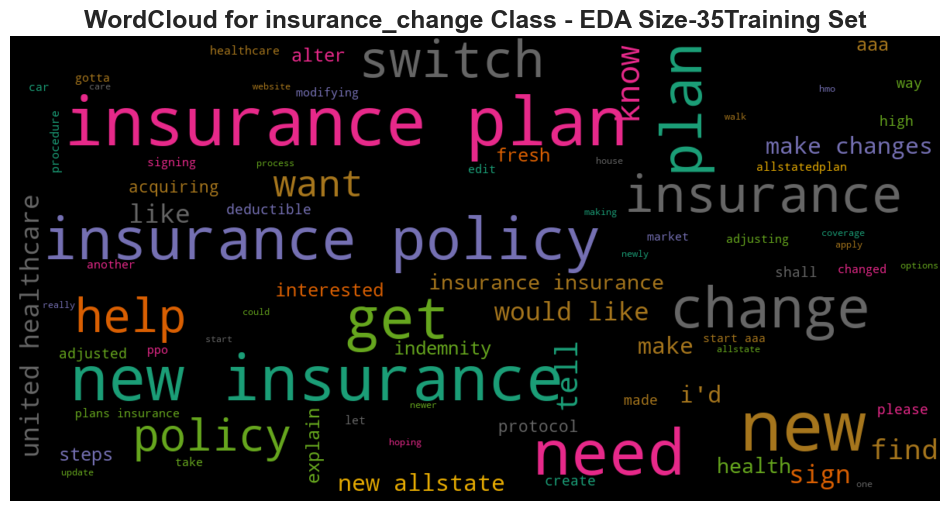 WordCloud for insurance_change Class - EDA Size-35Training Set
healthcare
alter
switch
know
plan
aaa
gotta
car
care
website
modifying
hmo
way
insurance plan
walk
high
procedure
make changes
signing
process
fresh
edit
house
allstatedplan
acquiring
want
insurance
like
deductible
making
united healthcare
insurance policy
market
adjusting
coverage
apply
newly
another
shall
changed
options
really
interested
insurance insurance
help
could
get
would like
change
start
adjusted
ppo
indemnity
tell
make
start aaa
allstate
new insurance
i'd
made
newer
plans insurance
let
explain
protocol
please
policy
hoping
need
new
find
steps
take
update
new allstate
create
health
sign
one